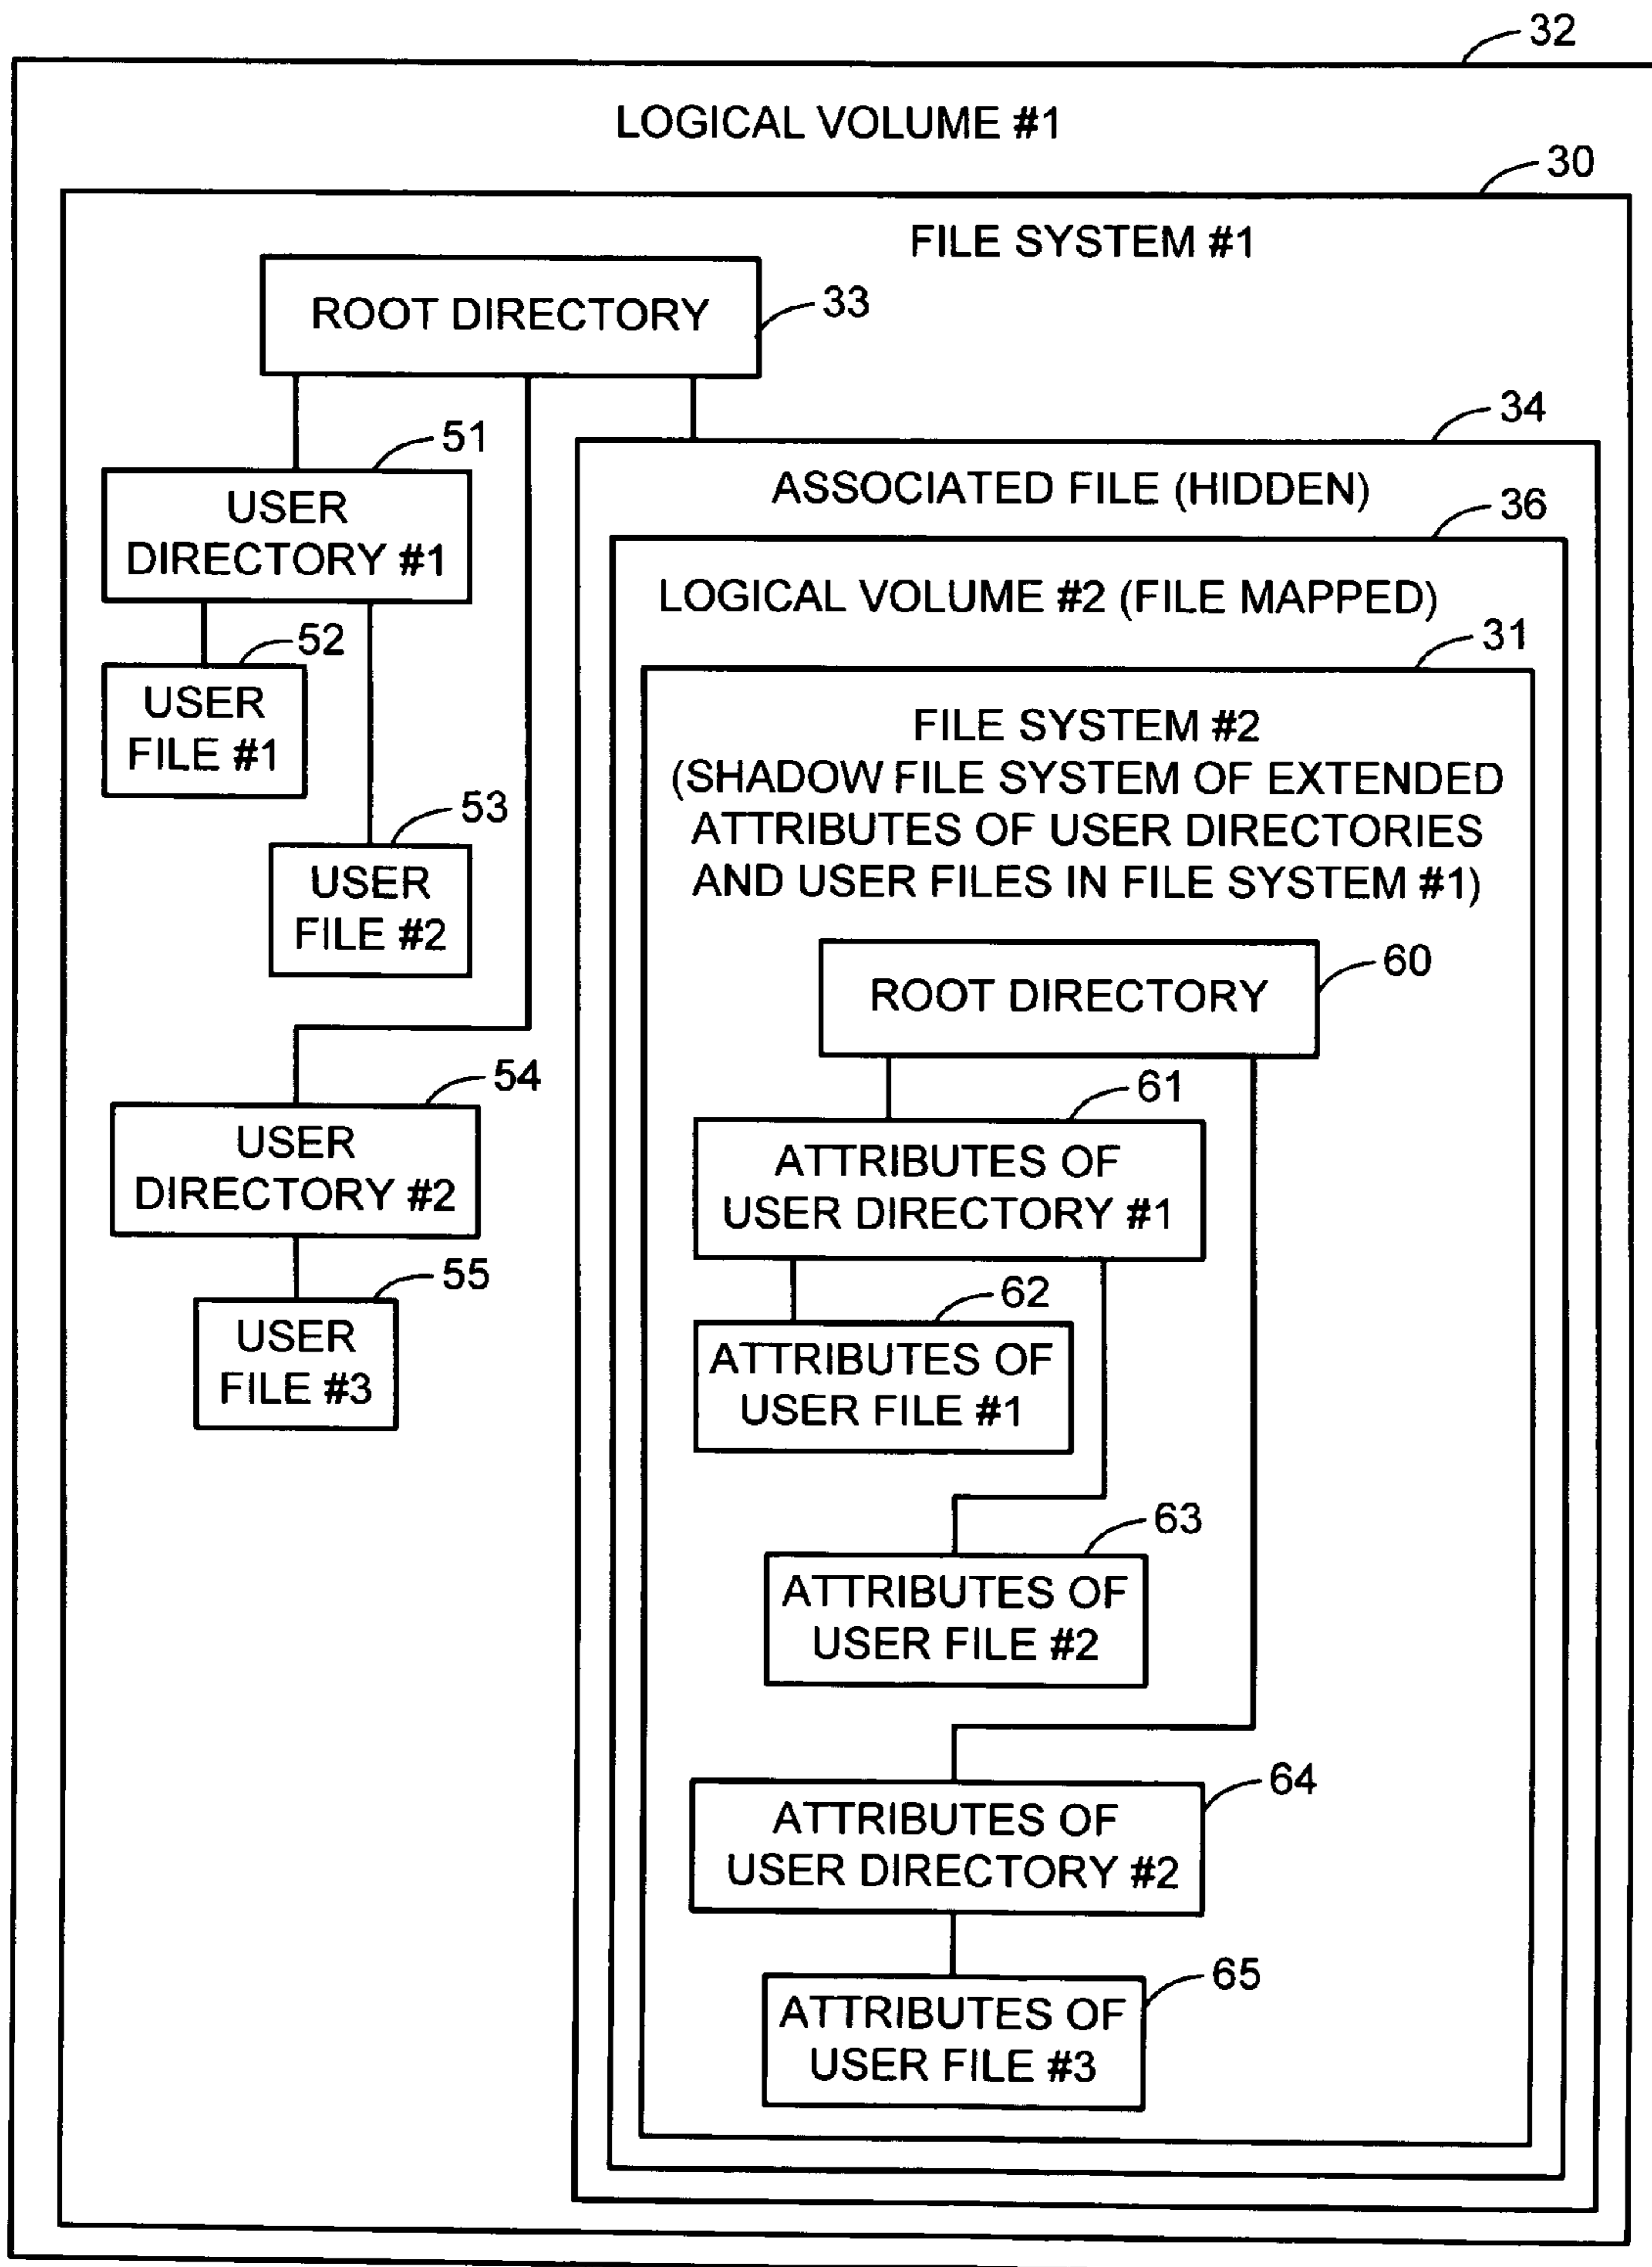 32
LOGICAL VOLUME #1
30
FILE SYSTEM #1
ROOT DIRECTORY
33
34
ASSOCIATED FILE (HIDDEN)
51
USER
DIRECTORY #1
36
LOGICAL VOLUME #2 (FILE MAPPED)
52
USER
FILE #1
31
FILE SYSTEM #2
(SHADOW FILE SYSTEM OF EXTENDED
ATTRIBUTES OF USER DIRECTORIES
AND USER FILES IN FILE SYSTEM #1)
53
USER
FILE #2
60
ROOT DIRECTORY
54
USER
DIRECTORY #2
61
ATTRIBUTES OF
USER DIRECTORY #1
55
USER
FILE #3
62
ATTRIBUTES OF
USER FILE #1
63
ATTRIBUTES OF
USER FILE #2
64
ATTRIBUTES OF
USER DIRECTORY #2
65
ATTRIBUTES OF
USER FILE #3